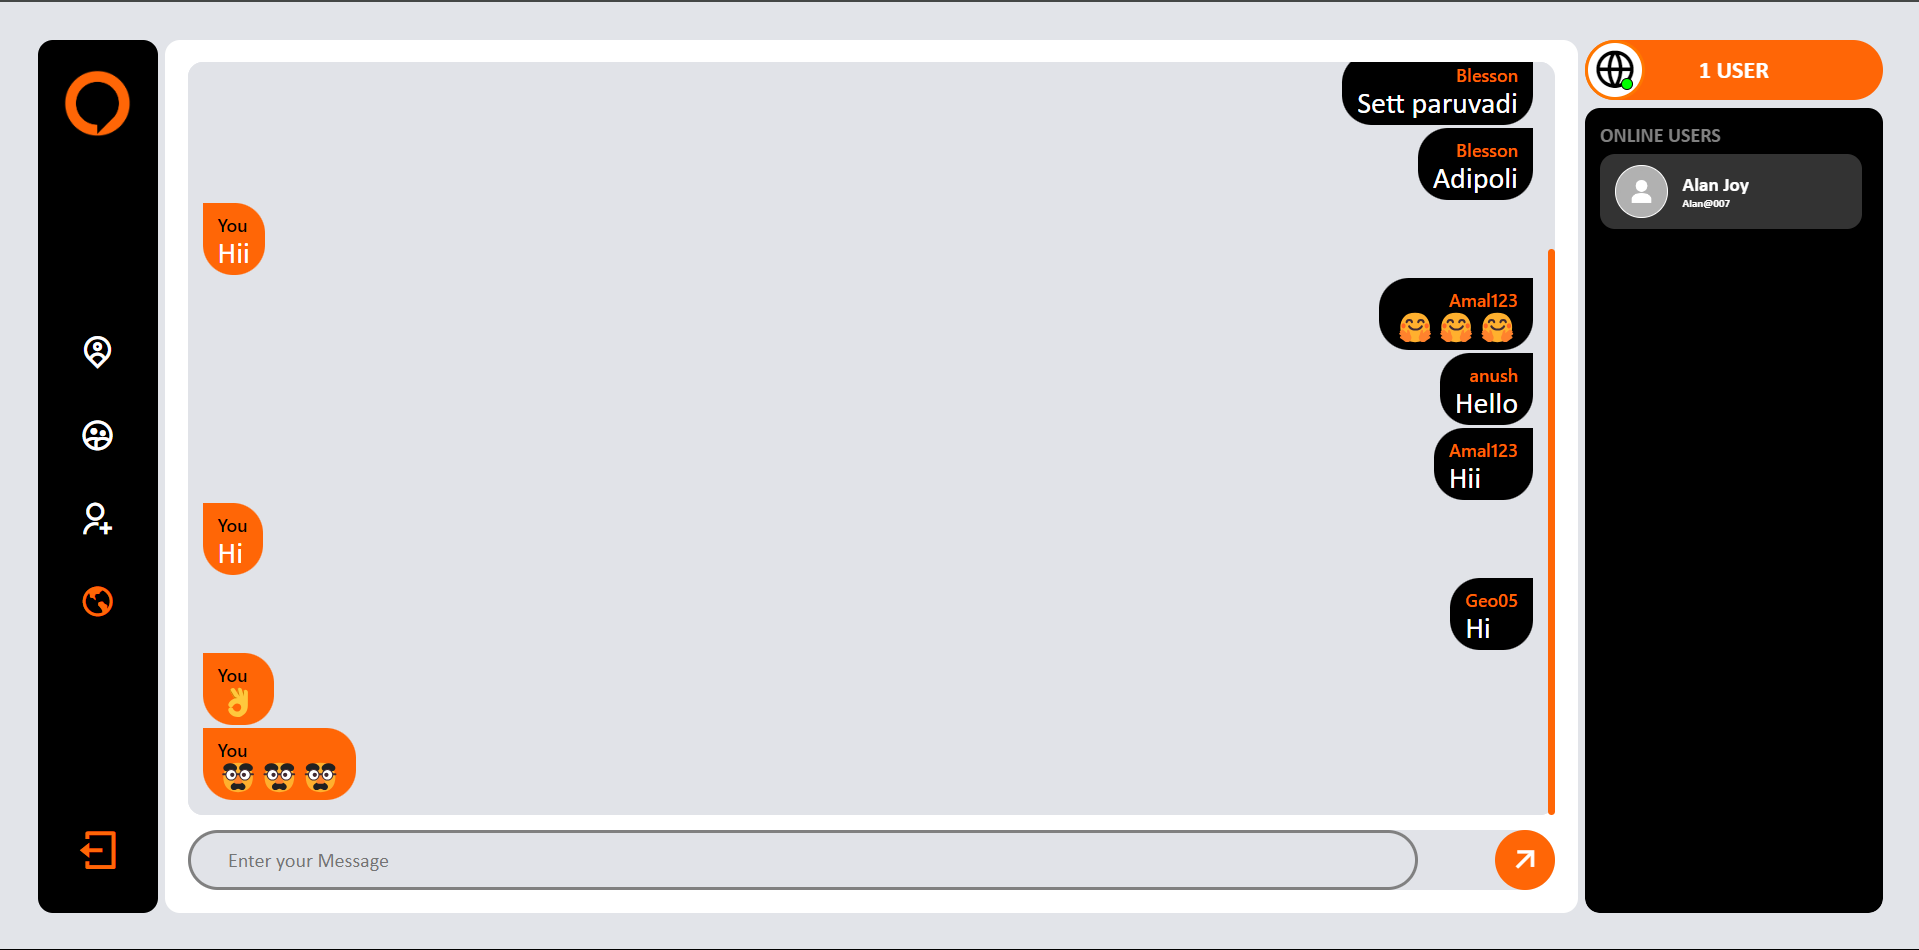 Blesson
Sett paruvadi
Blesson
Adipoli
You
Hii
Amal123
🤗 🤗 🤗
anush
Hello
Amal123
Hii
You
Hi
Geo05
Hi
You
👌
You
🥸 🥸 🥸
Enter your Message
1 USER
ONLINE USERS
Alan Joy
Alan@007